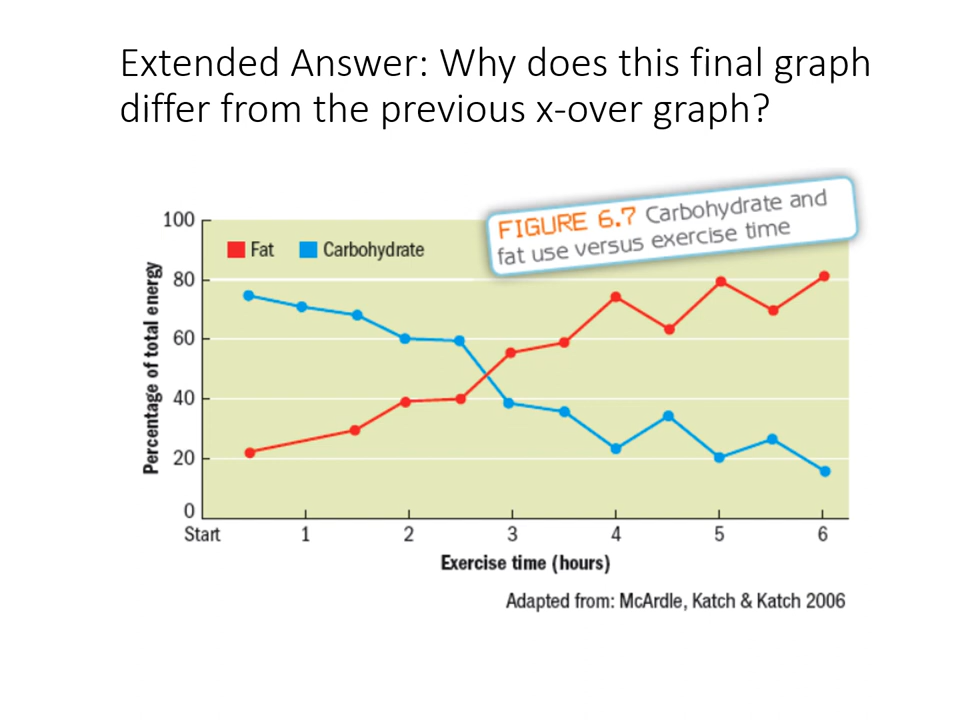 Extended Answer: Why does this final graph
differ from the previous x-over graph?
FIGURE 6.7 Carbohydrate and
fat use versus exercise time
Fat
Carbohydrate
Percentage of total energy
100
80
60
40
20
0
Start 1 2 3 4 5 6
Exercise time (hours)
Adapted from: McArdle, Katch & Katch 2006